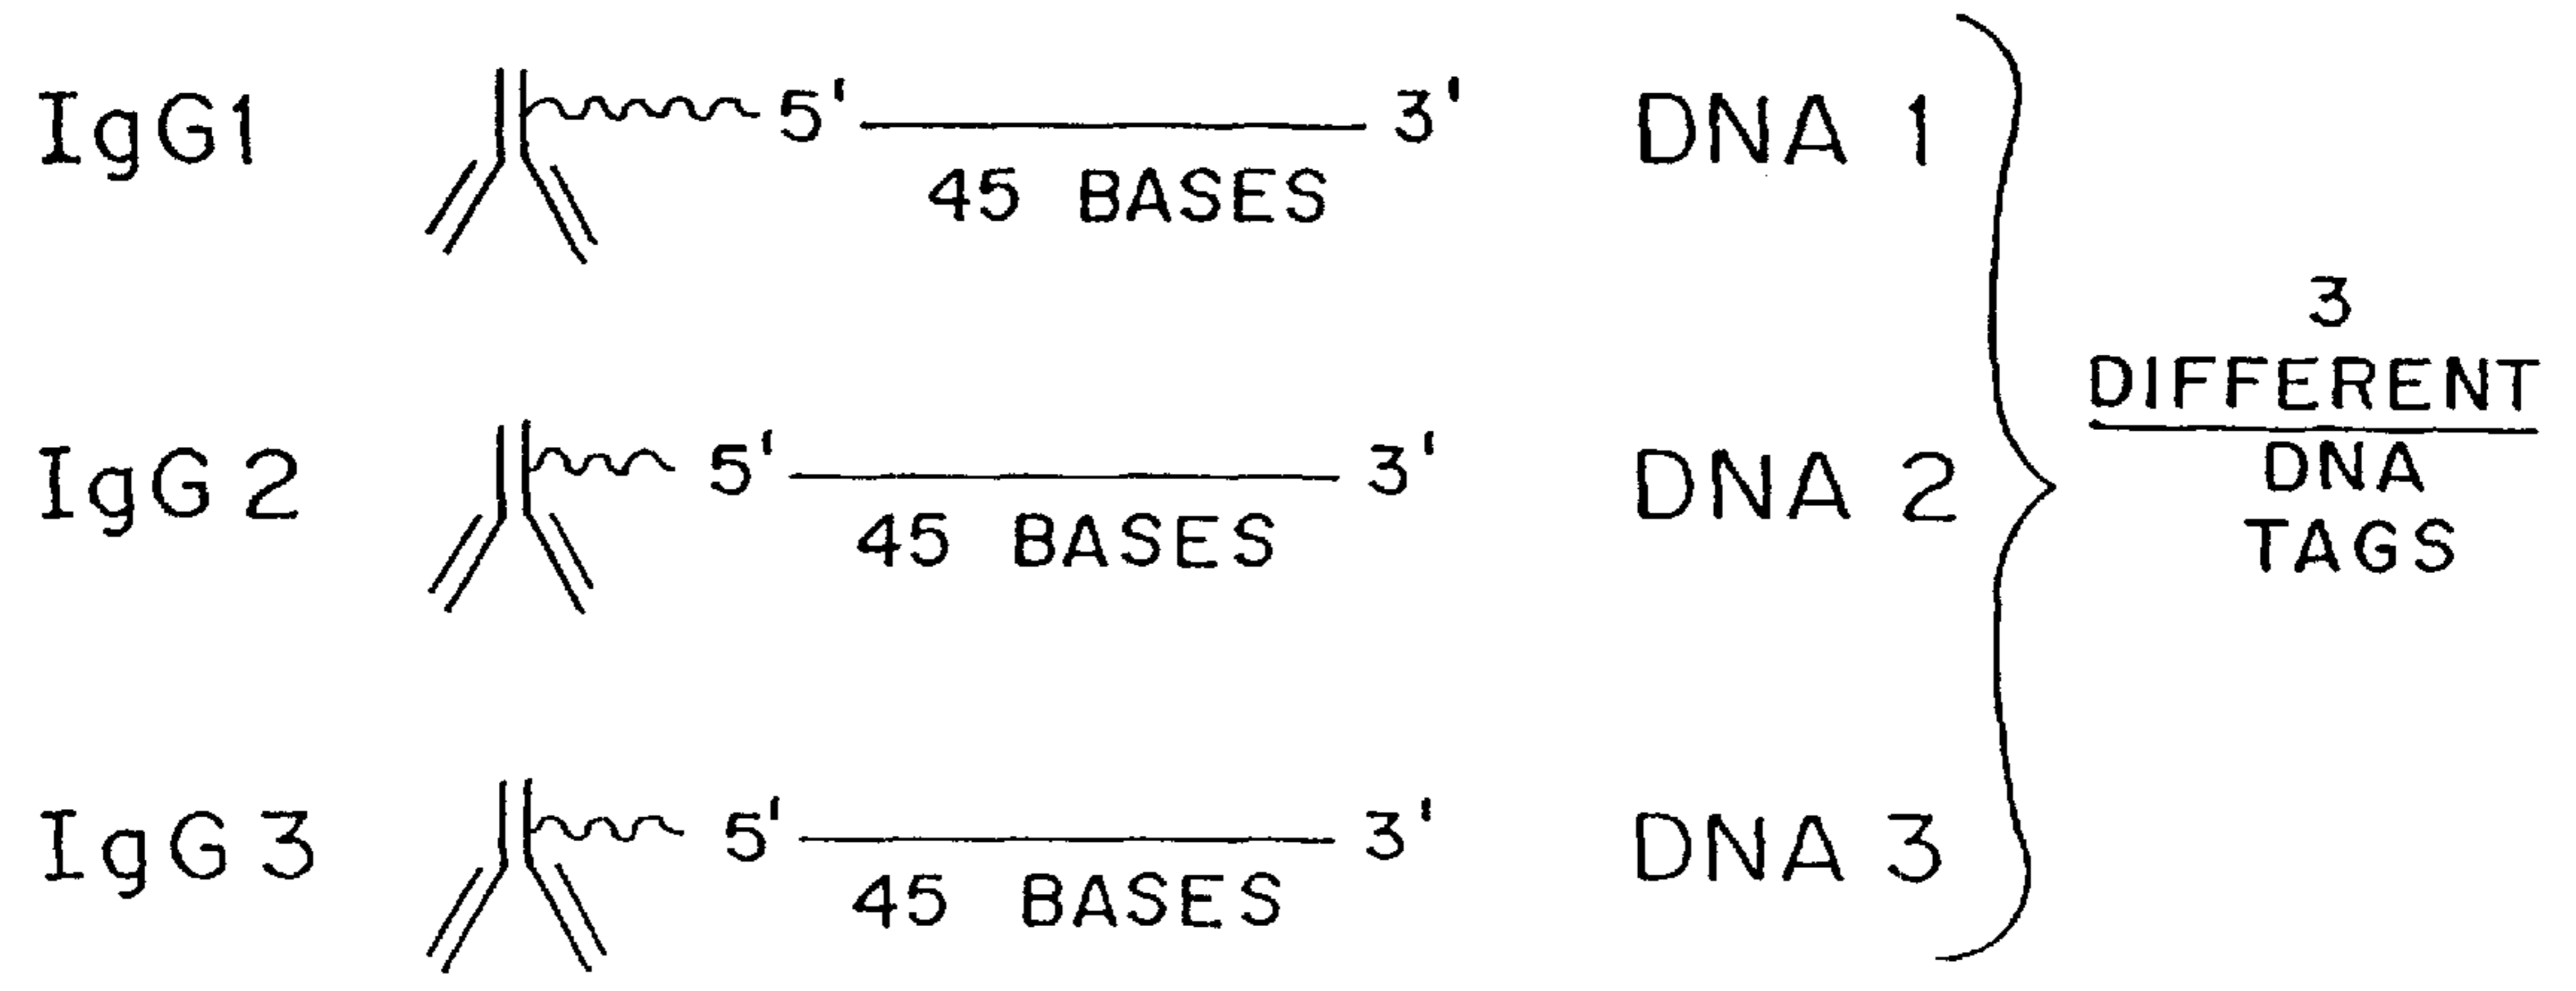 IgG1 5' 3' DNA 1
45 BASES
3
DIFFERENT
IgG2 5' 3' DNA 2
DNA
45 BASES
TAGS
IgG3 5' 3' DNA 3
45 BASES